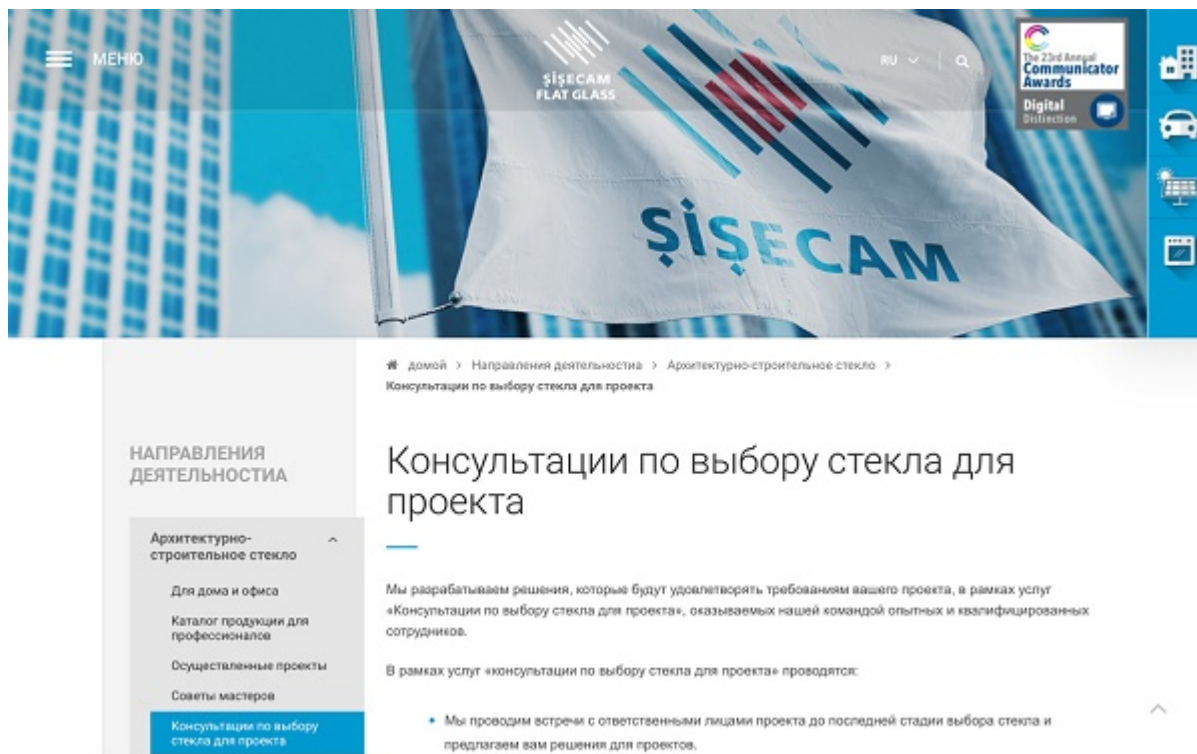 МЕНЮ
ŞİŞECAM
FLAT GLASS
RU
The 23rd Annual
Communicator
Awards
Digital
Distinction
ŞİŞECAM
домой > Направления деятельностиа > Архитектурно-строительное стекло >
Консультации по выбору стекла для проекта
НАПРАВЛЕНИЯ
ДЕЯТЕЛЬНОСТИА
Архитектурно-
строительное стекло
Для дома и офиса
Каталог продукции для
профессионалов
Осуществленные проекты
Советы мастеров
Консультации по выбору
стекла для проекта
Консультации по выбору стекла для
проекта
Мы разрабатываем решения, которые будут удовлетворять требованиям вашего проекта, в рамках услуг
«Консультации по выбору стекла для проекта», оказываемых нашей командой опытных и квалифицированных
сотрудников.
В рамках услуг «консультации по выбору стекла для проекта» проводятся:
• Мы проводим встречи с ответственными лицами проекта до последней стадии выбора стекла и
предлагаем вам решения для проектов.